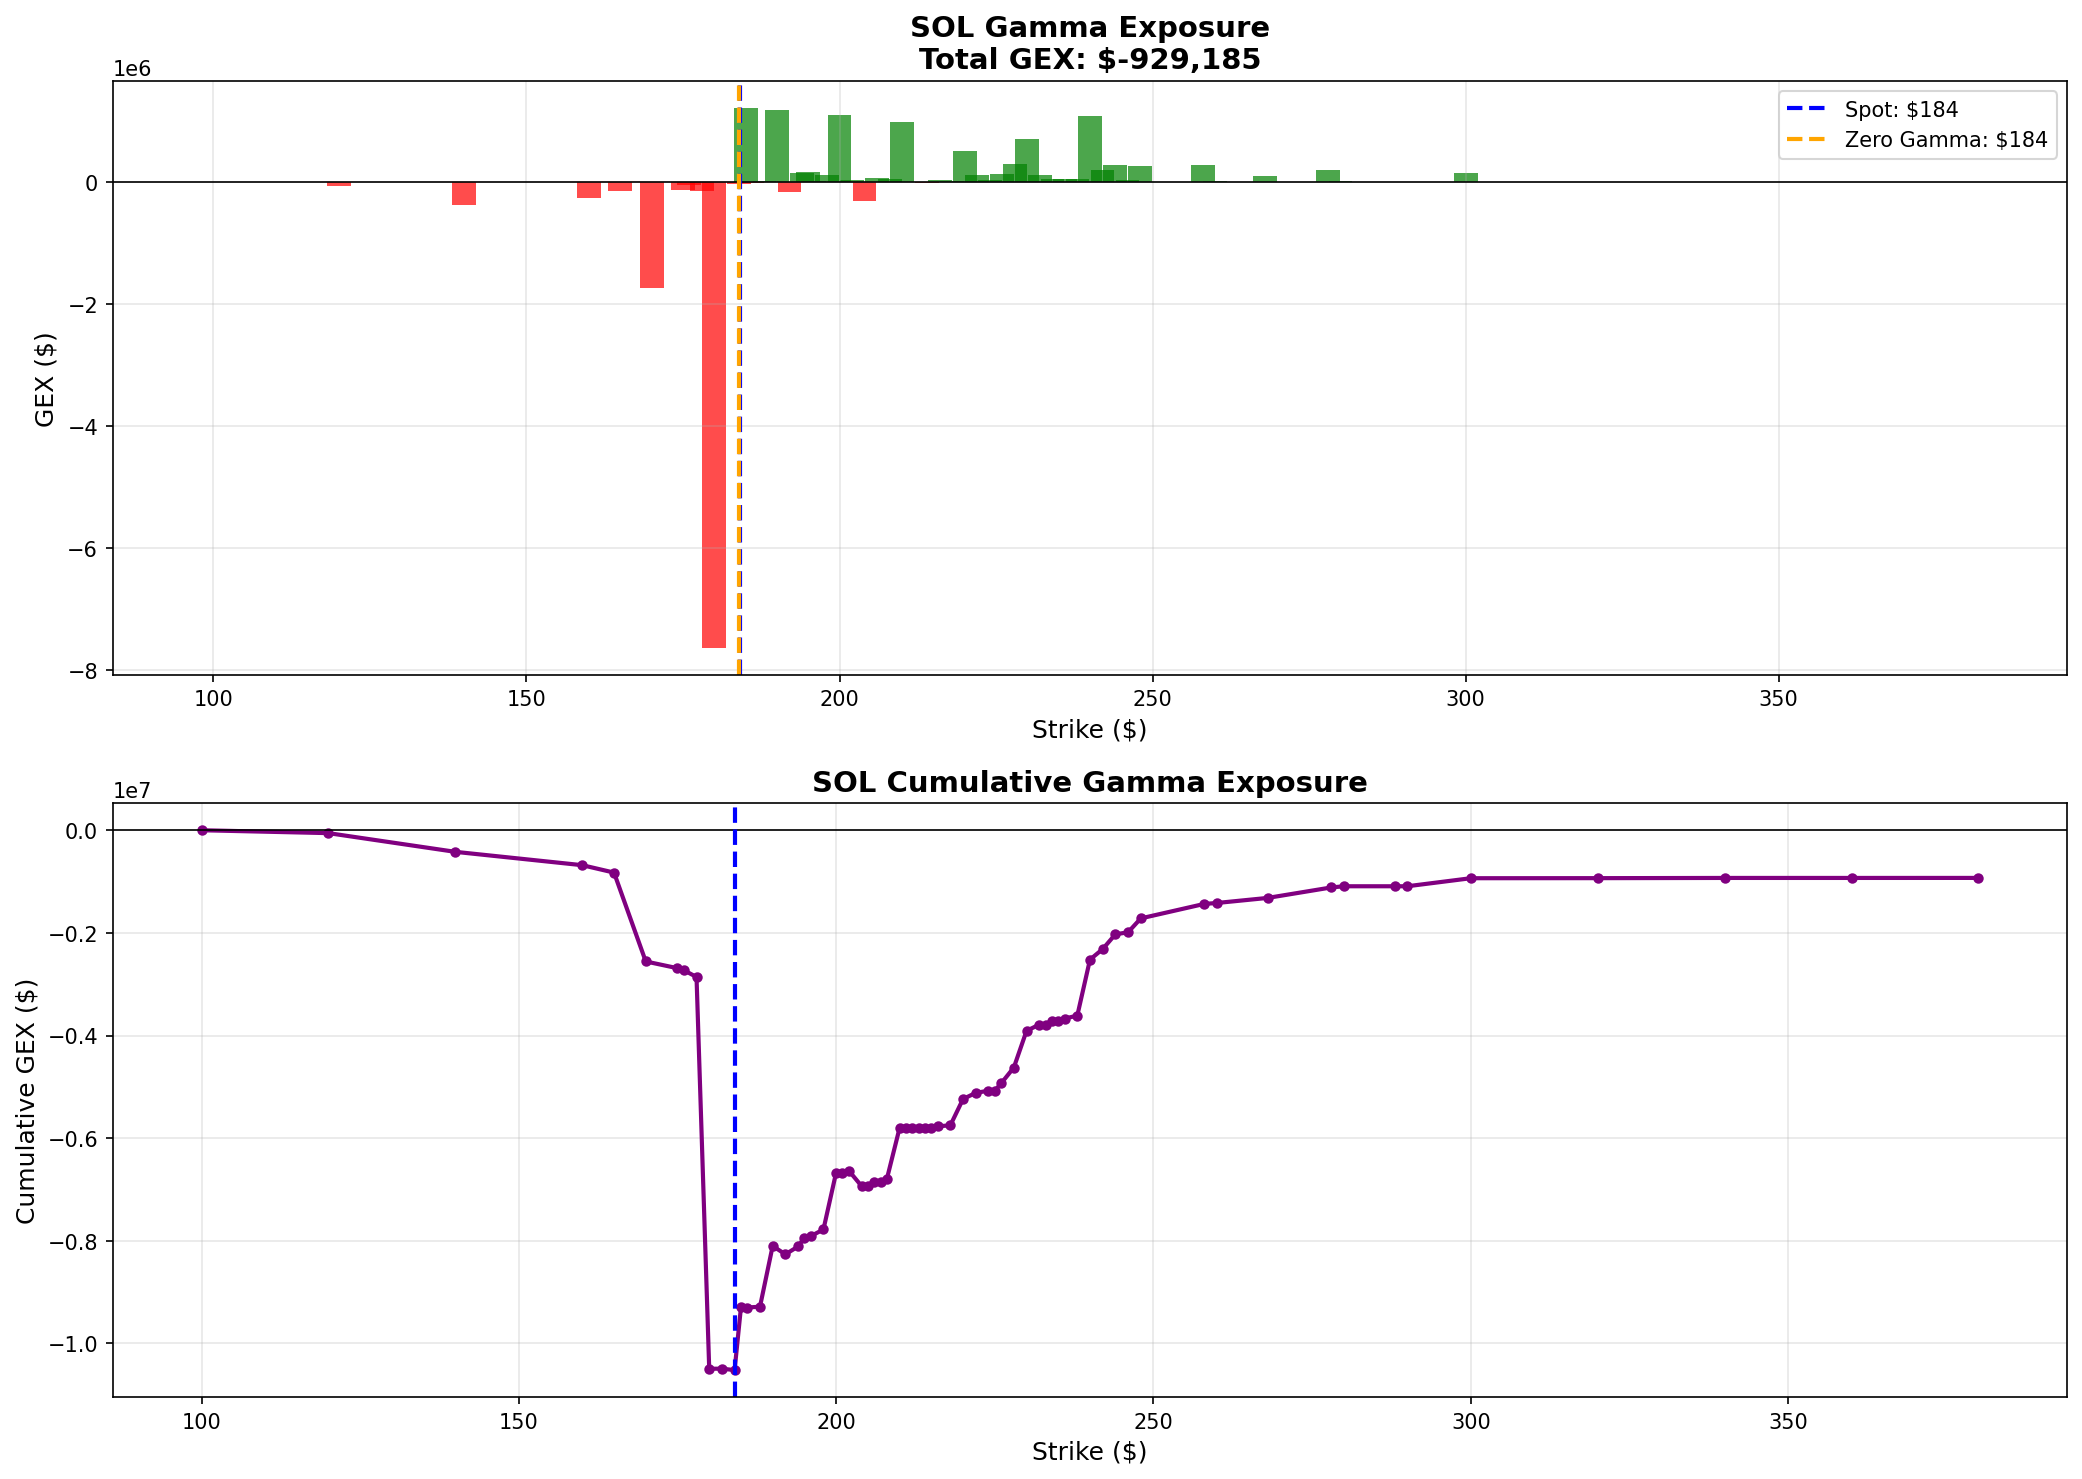 SOL Gamma Exposure
Total GEX: $-929,185
1e6
Spot: $184
Zero Gamma: $184
0
−2
−4
−6
−8
GEX ($)
100 150 200 250 300 350
Strike ($)
SOL Cumulative Gamma Exposure
1e7
0.0
−0.2
−0.4
−0.6
−0.8
−1.0
Cumulative GEX ($)
100 150 200 250 300 350
Strike ($)